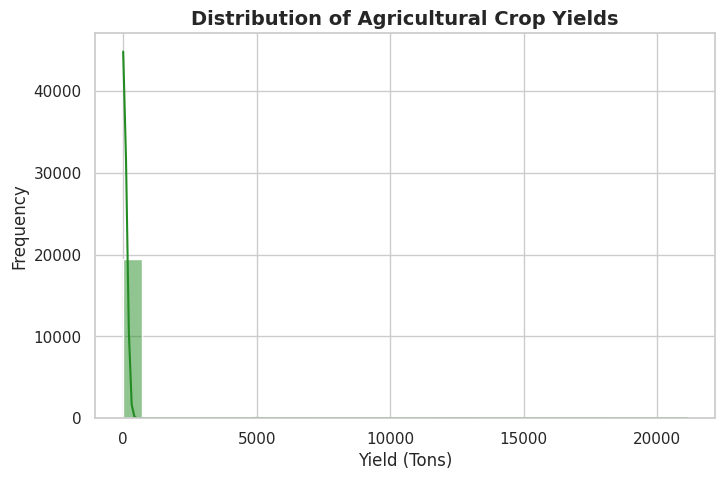 Distribution of Agricultural Crop Yields
Frequency
40000
30000
20000
10000
0
0 5000 10000 15000 20000
Yield (Tons)